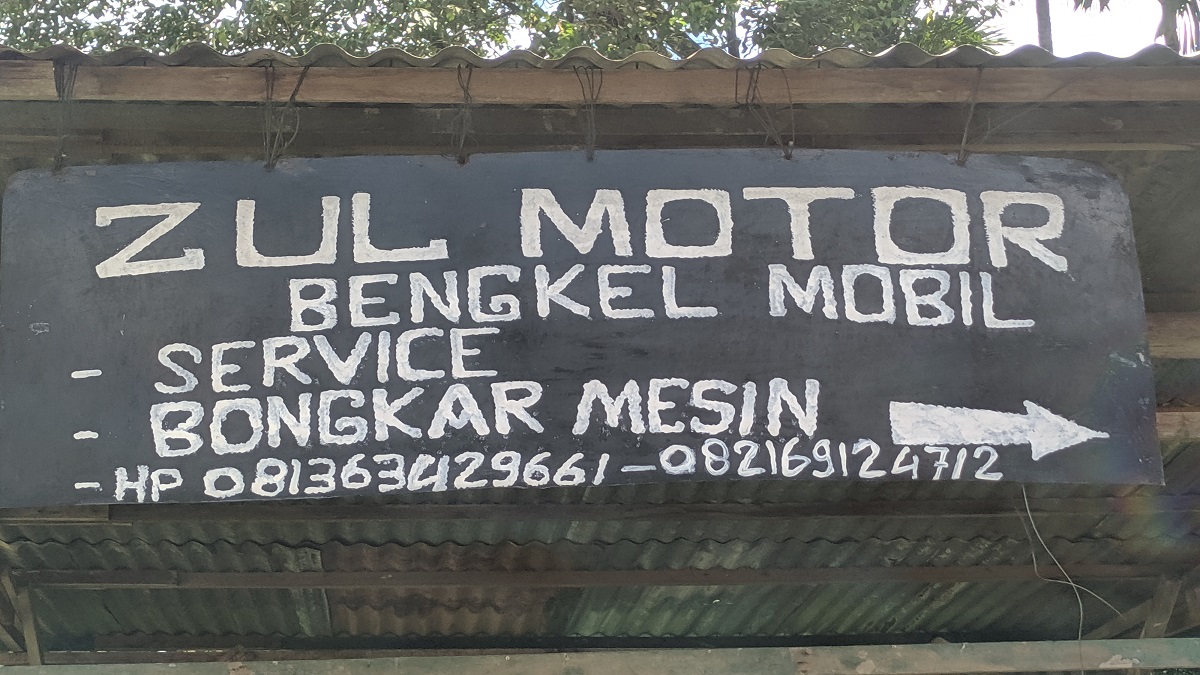 ZUL MOTOR
BENGKEL MOBIL
- SERVICE
- BONGKAR MESIN
- HP 081363429661 - 082169124712